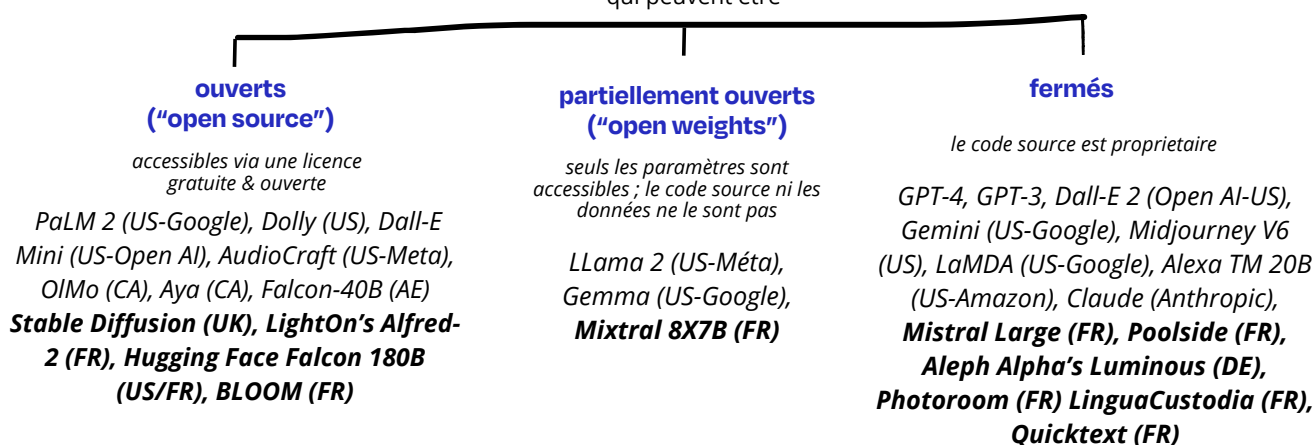 qui peuvent être
ouverts
(“open source”)
accessibles via une licence
gratuite & ouverte
PaLM 2 (US-Google), Dolly (US), Dall-E
Mini (US-Open AI), AudioCraft (US-Meta),
OlMo (CA), Aya (CA), Falcon-40B (AE)
Stable Diffusion (UK), LightOn’s Alfred-
2 (FR), Hugging Face Falcon 180B
(US/FR), BLOOM (FR)
partiellement ouverts
(“open weights”)
seuls les paramètres sont
accessibles ; le code source ni les
données ne le sont pas
LLama 2 (US-Méta),
Gemma (US-Google),
Mixtral 8X7B (FR)
fermés
le code source est proprietaire
GPT-4, GPT-3, Dall-E 2 (Open AI-US),
Gemini (US-Google), Midjourney V6
(US), LaMDA (US-Google), Alexa TM 20B
(US-Amazon), Claude (Anthropic),
Mistral Large (FR), Poolside (FR),
Aleph Alpha’s Luminous (DE),
Photoroom (FR) LinguaCustodia (FR),
Quicktext (FR)